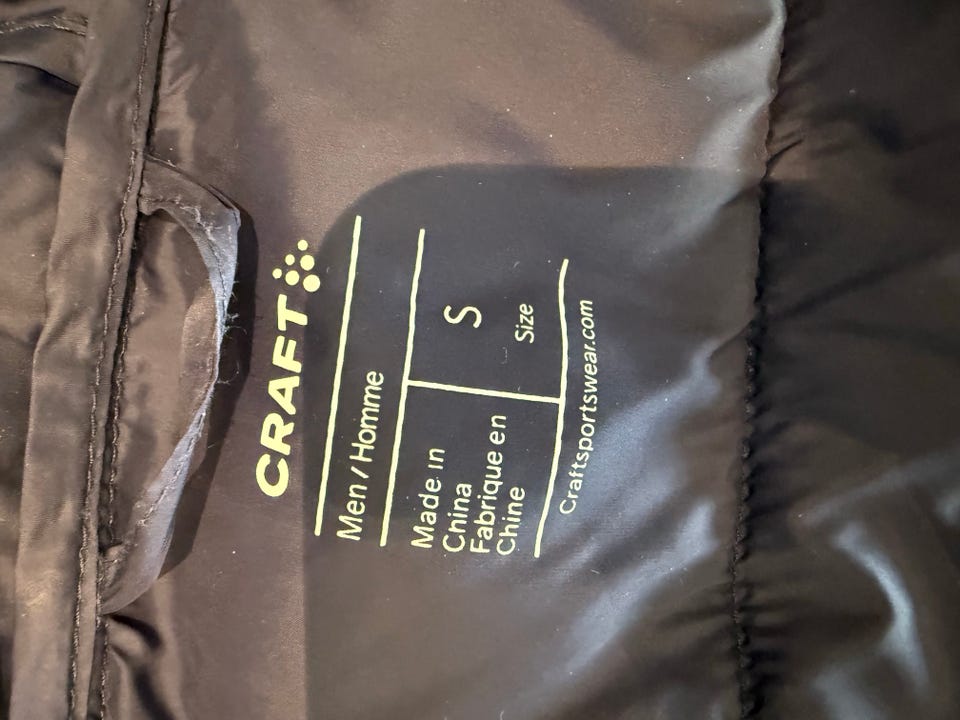 CRAFT
Men / Homme
Made in
China
Fabrique en
Chine
S
Size
Craftsportswear.com